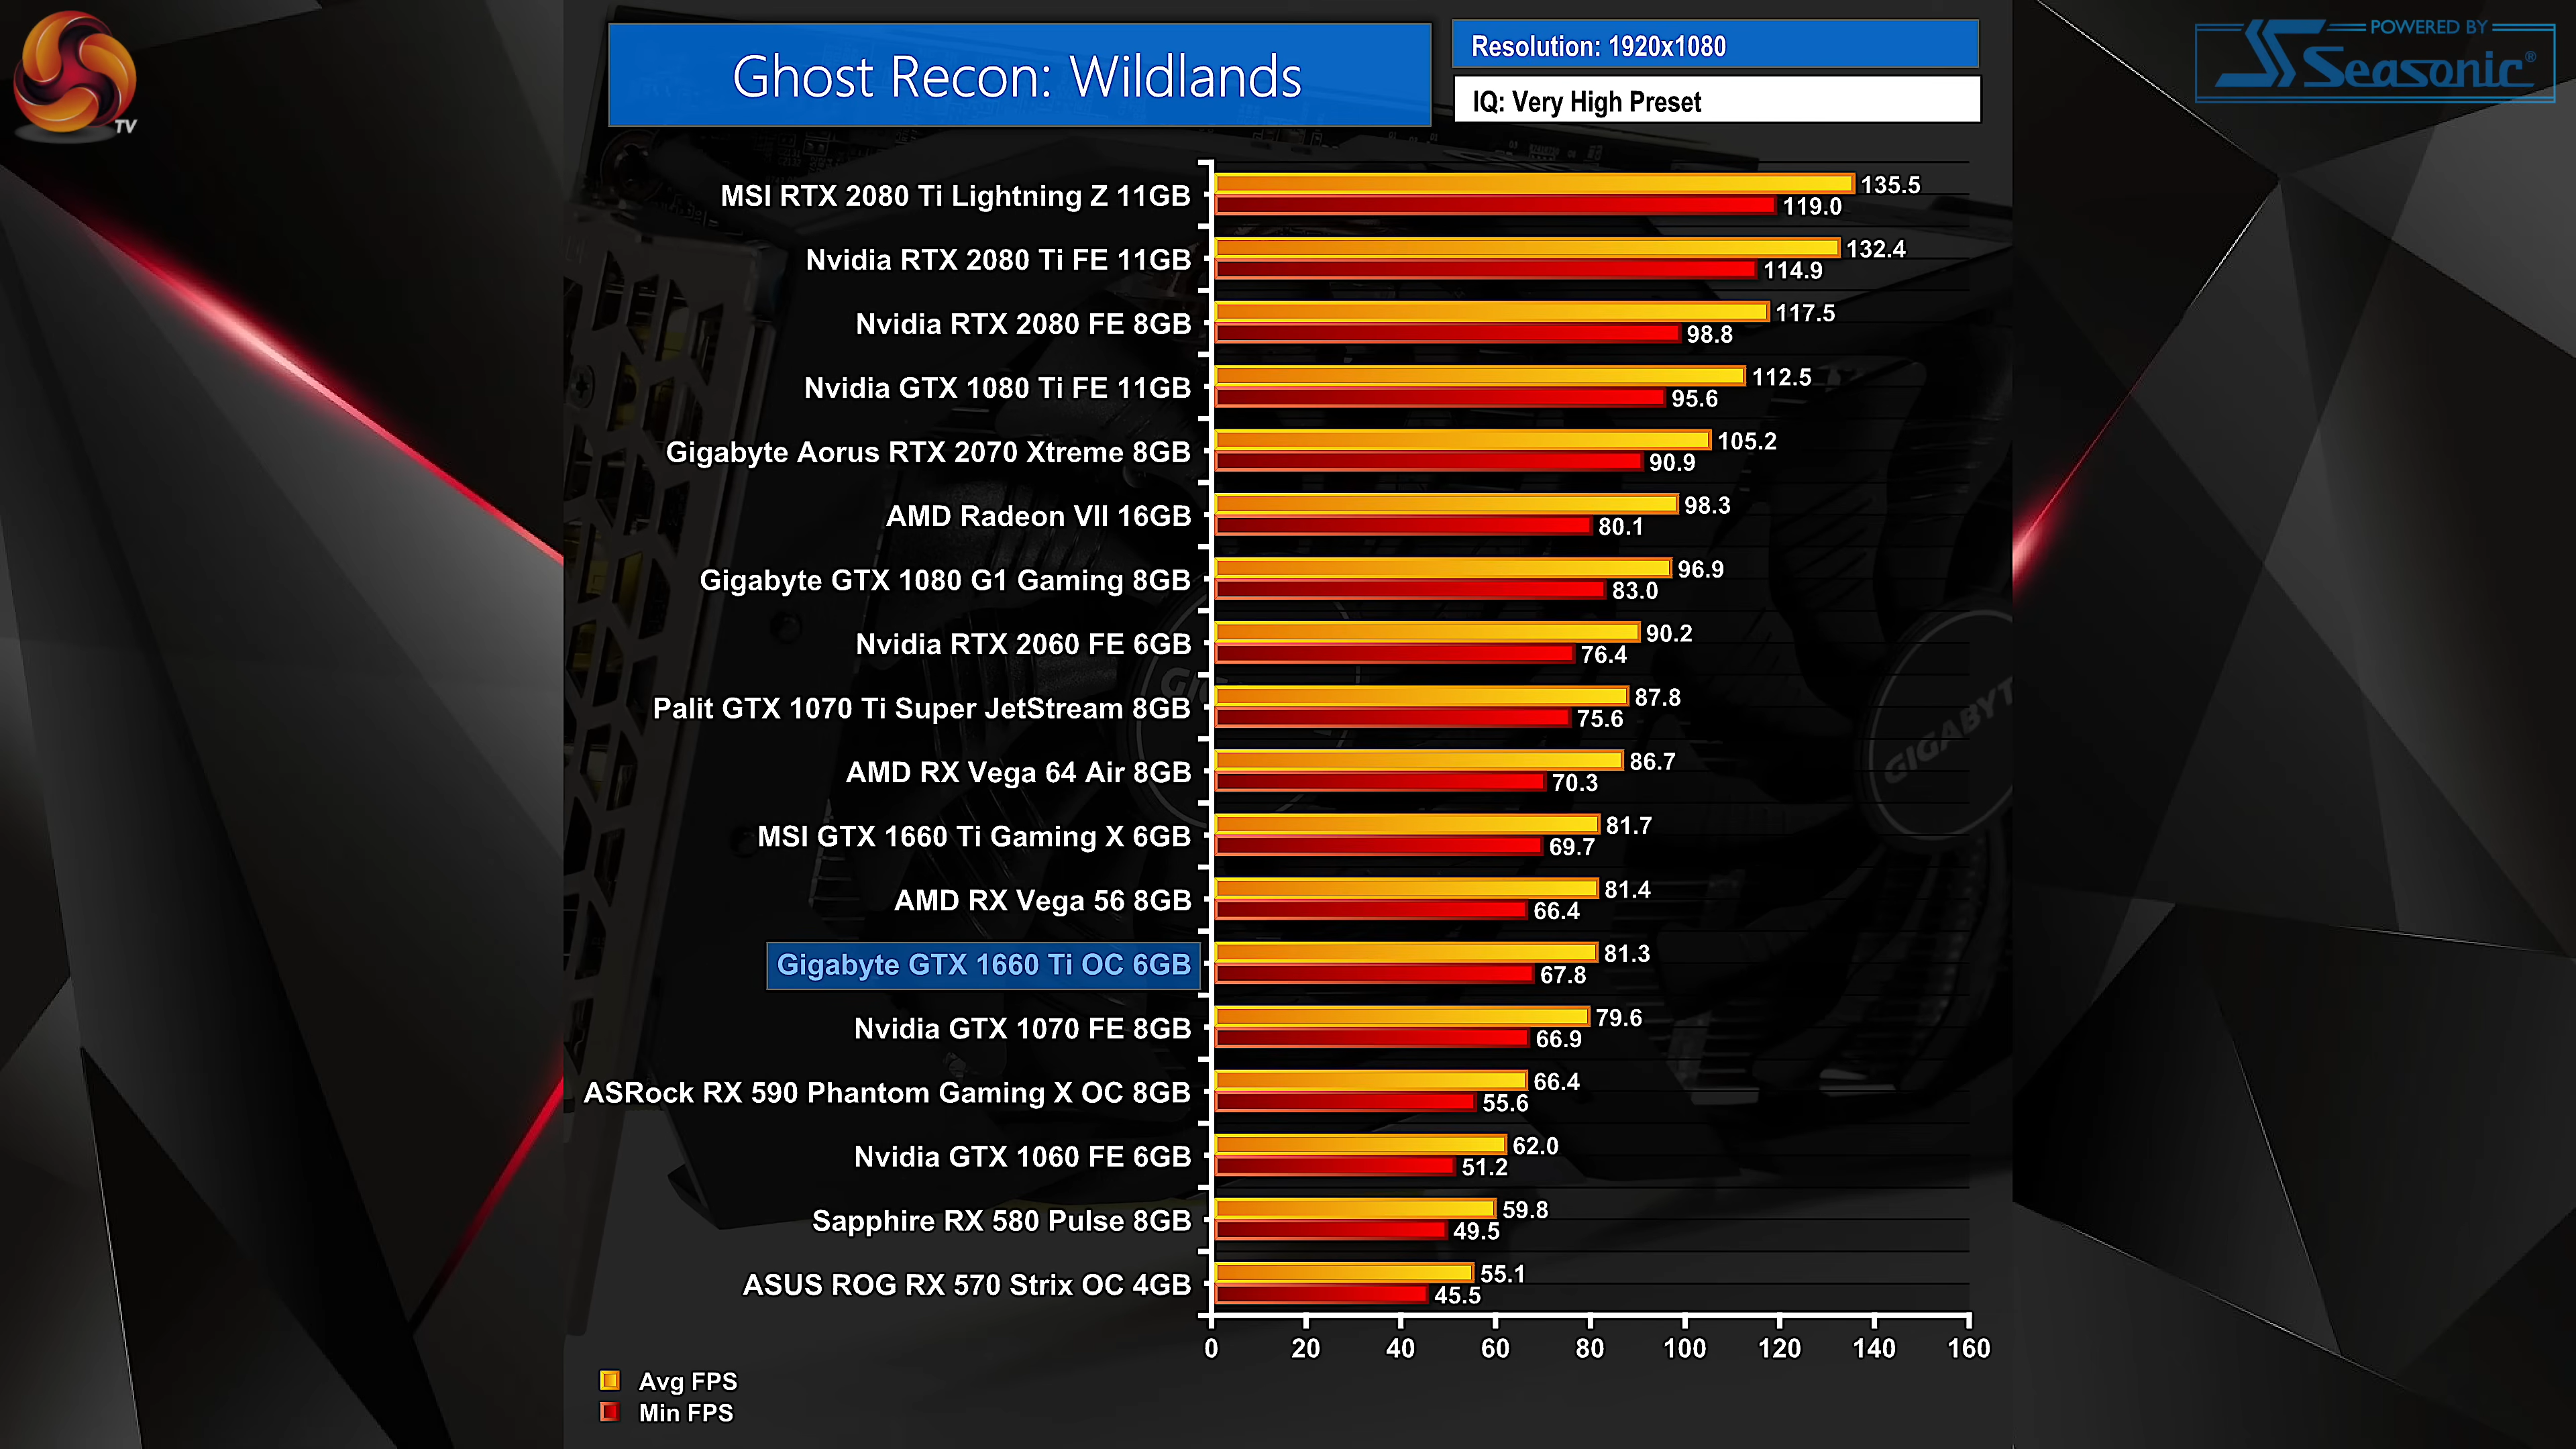 TV
Ghost Recon: Wildlands
Resolution: 1920x1080
IQ: Very High Preset
POWERED BY
Seasonic®
MSI RTX 2080 Ti Lightning Z 11GB 135.5 119.0
Nvidia RTX 2080 Ti FE 11GB 132.4 114.9
Nvidia RTX 2080 FE 8GB 117.5 98.8
Nvidia GTX 1080 Ti FE 11GB 112.5 95.6
Gigabyte Aorus RTX 2070 Xtreme 8GB 105.2 90.9
AMD Radeon VII 16GB 98.3 80.1
Gigabyte GTX 1080 G1 Gaming 8GB 96.9 83.0
Nvidia RTX 2060 FE 6GB 90.2 76.4
Palit GTX 1070 Ti Super JetStream 8GB 87.8 75.6
AMD RX Vega 64 Air 8GB 86.7 70.3
MSI GTX 1660 Ti Gaming X 6GB 81.7 69.7
AMD RX Vega 56 8GB 81.4 66.4
Gigabyte GTX 1660 Ti OC 6GB 81.3 67.8
Nvidia GTX 1070 FE 8GB 79.6 66.9
ASRock RX 590 Phantom Gaming X OC 8GB 66.4 55.6
Nvidia GTX 1060 FE 6GB 62.0 51.2
Sapphire RX 580 Pulse 8GB 59.8 49.5
ASUS ROG RX 570 Strix OC 4GB 55.1 45.5
0 20 40 60 80 100 120 140 160
Avg FPS
Min FPS
GIGABYT